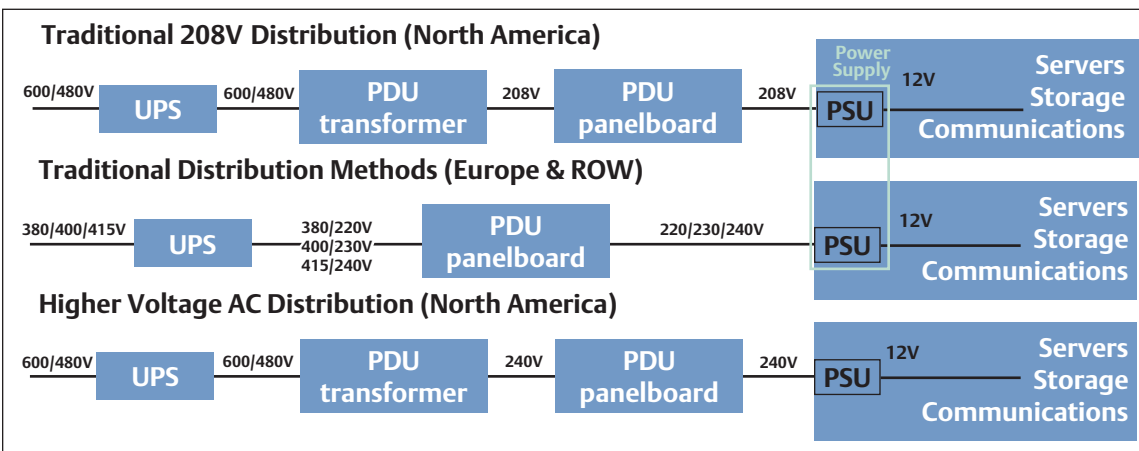 Traditional 208V Distribution (North America)
600/480V
UPS
600/480V
PDU
transformer
208V
PDU
panelboard
208V
Power
Supply
PSU
12V
Servers
Storage
Communications
Traditional Distribution Methods (Europe & ROW)
380/400/415V
UPS
380/220V
400/230V
415/240V
PDU
panelboard
220/230/240V
PSU
12V
Servers
Storage
Communications
Higher Voltage AC Distribution (North America)
600/480V
UPS
600/480V
PDU
transformer
240V
PDU
panelboard
240V
PSU
12V
Servers
Storage
Communications